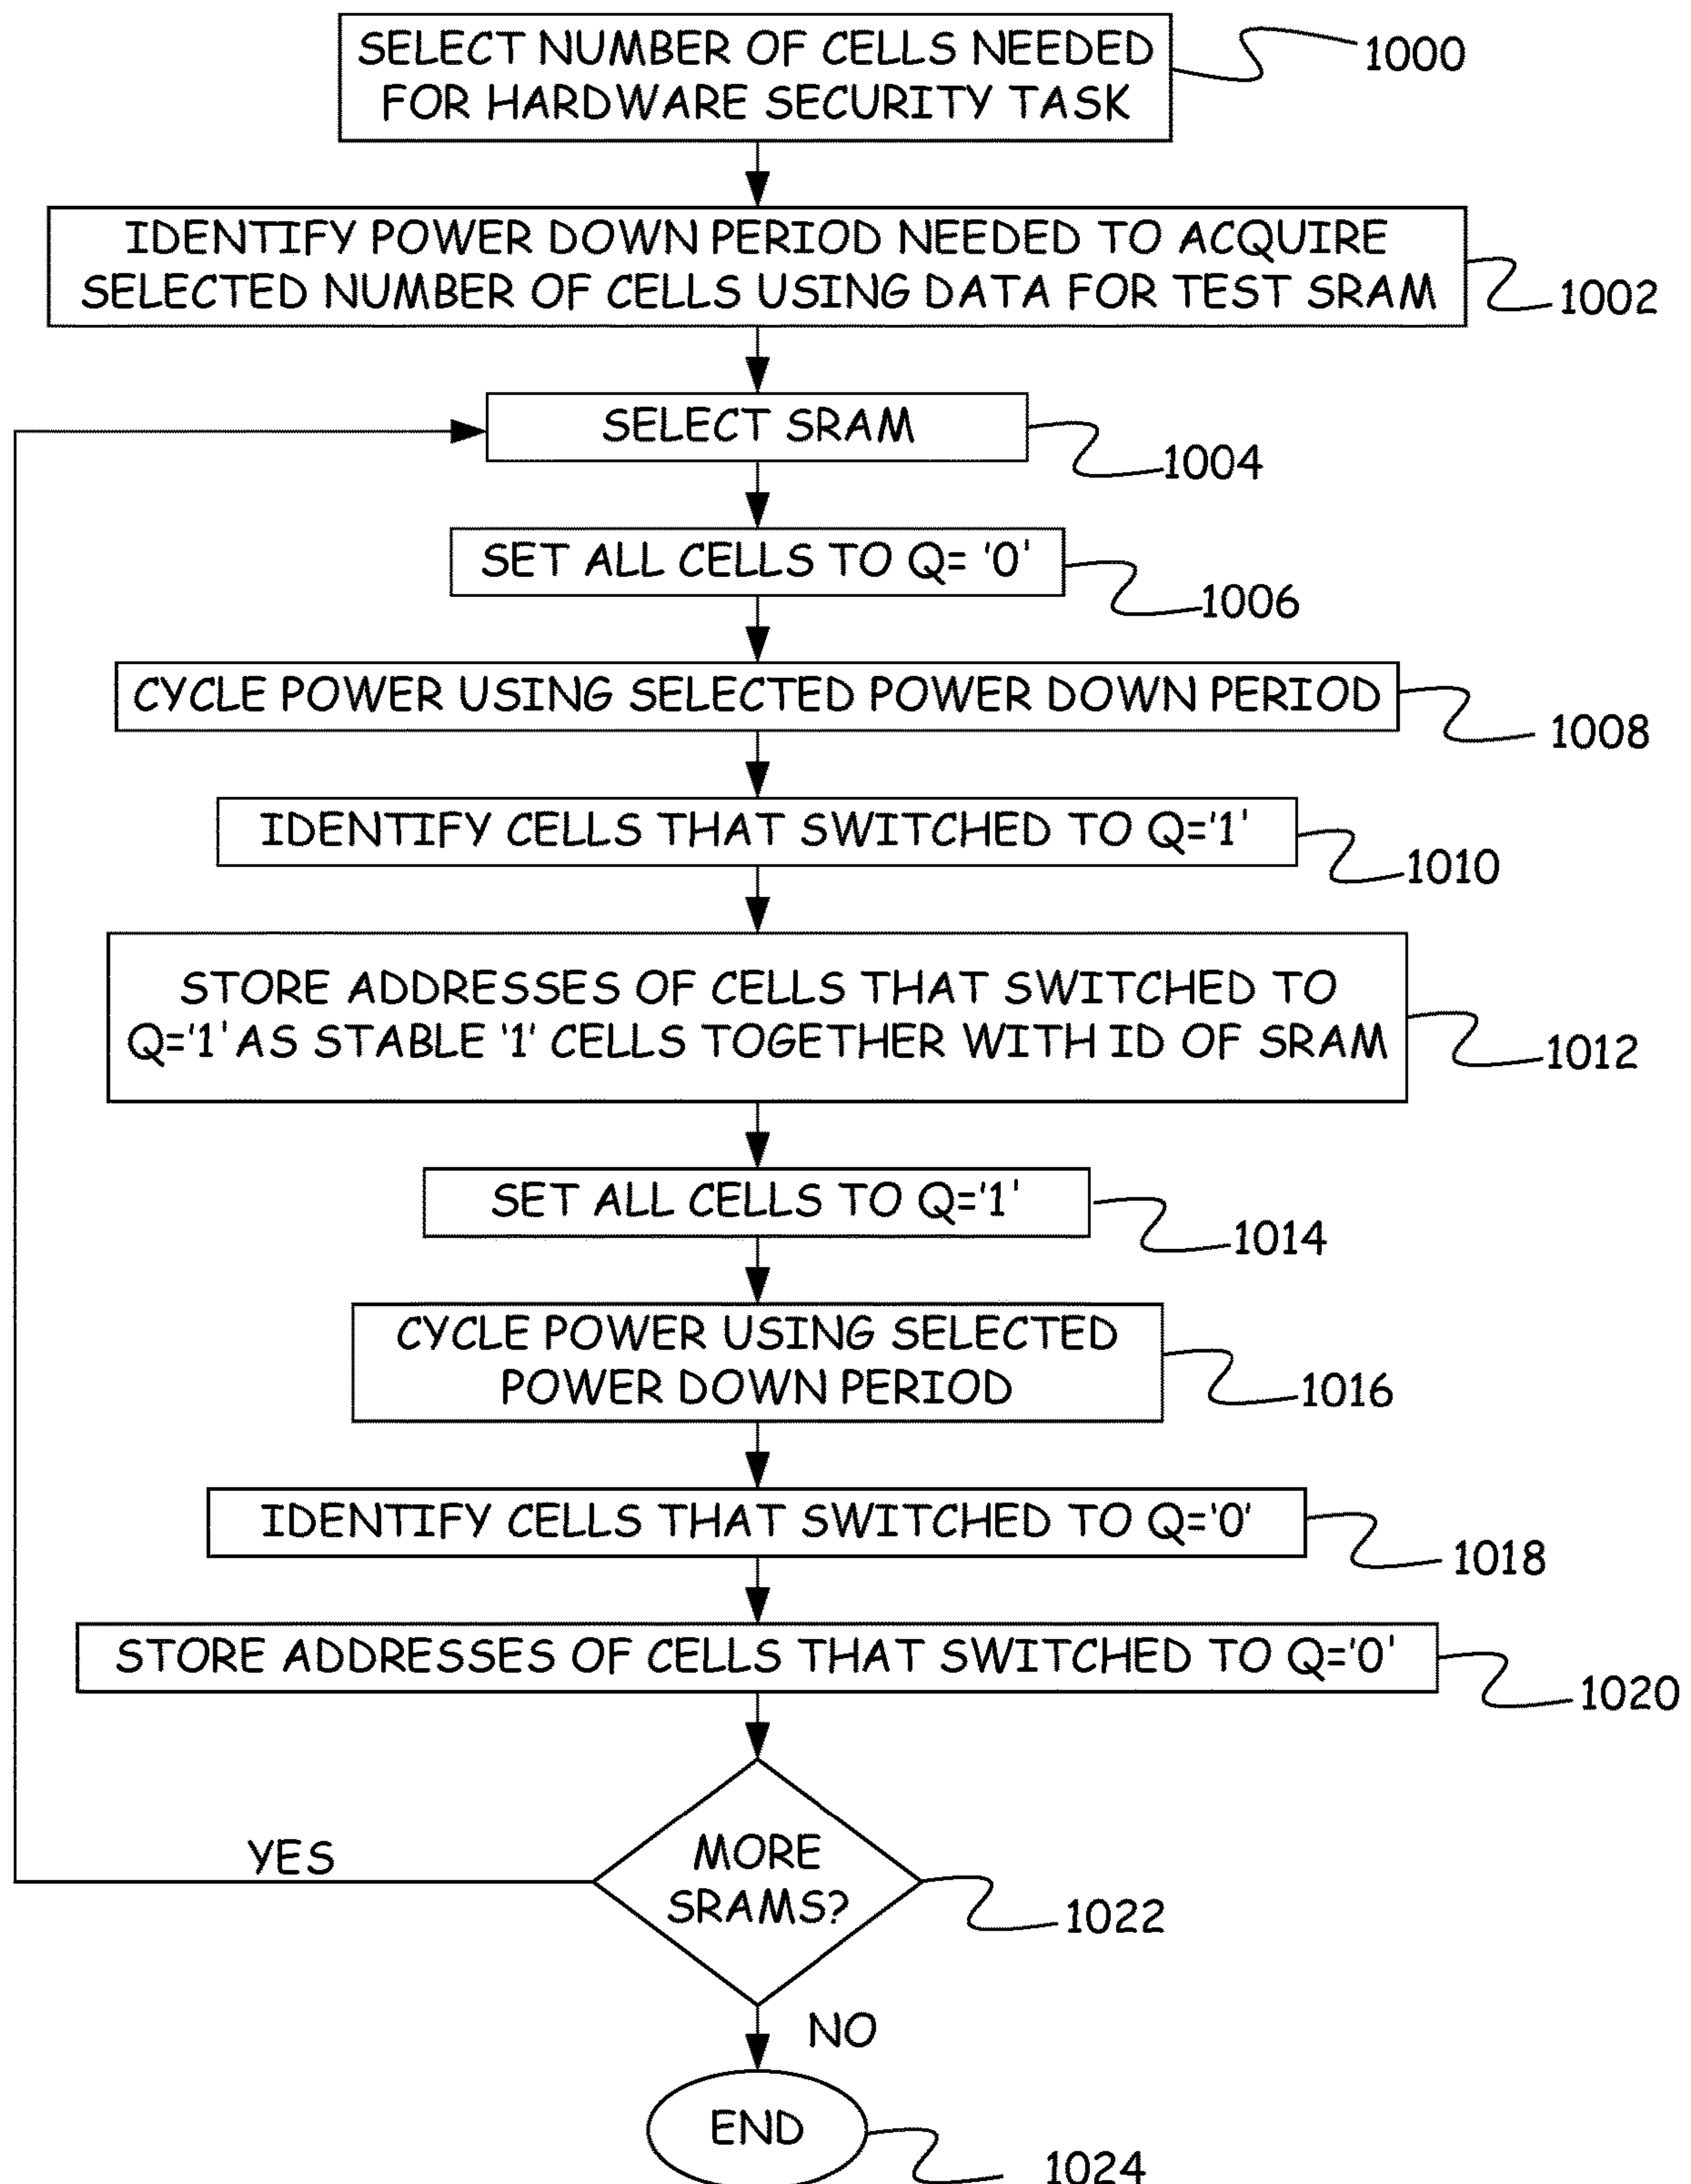 SELECT NUMBER OF CELLS NEEDED
FOR HARDWARE SECURITY TASK
1000
IDENTIFY POWER DOWN PERIOD NEEDED TO ACQUIRE
SELECTED NUMBER OF CELLS USING DATA FOR TEST SRAM
1002
SELECT SRAM
1004
SET ALL CELLS TO Q= '0'
1006
CYCLE POWER USING SELECTED POWER DOWN PERIOD
1008
IDENTIFY CELLS THAT SWITCHED TO Q='1'
1010
STORE ADDRESSES OF CELLS THAT SWITCHED TO
Q='1' AS STABLE '1' CELLS TOGETHER WITH ID OF SRAM
1012
SET ALL CELLS TO Q='1'
1014
CYCLE POWER USING SELECTED
POWER DOWN PERIOD
1016
IDENTIFY CELLS THAT SWITCHED TO Q='0'
1018
STORE ADDRESSES OF CELLS THAT SWITCHED TO Q='0'
1020
YES
MORE
SRAMS?
1022
NO
END
1024